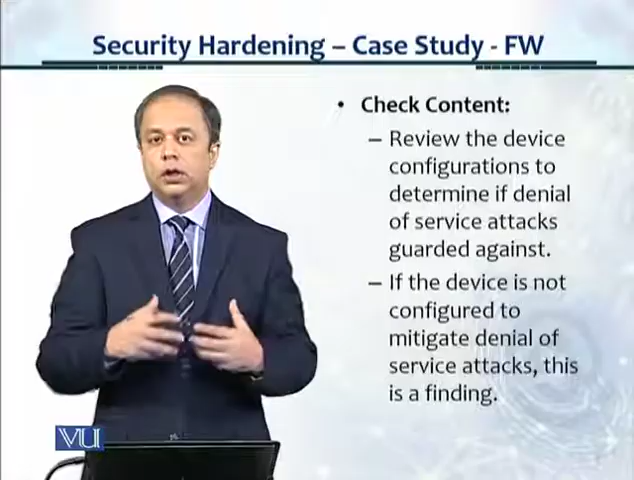 Security Hardening – Case Study - FW
• Check Content:
– Review the device
configurations to
determine if denial
of service attacks
guarded against.
– If the device is not
configured to
mitigate denial of
service attacks, this
is a finding.
VU